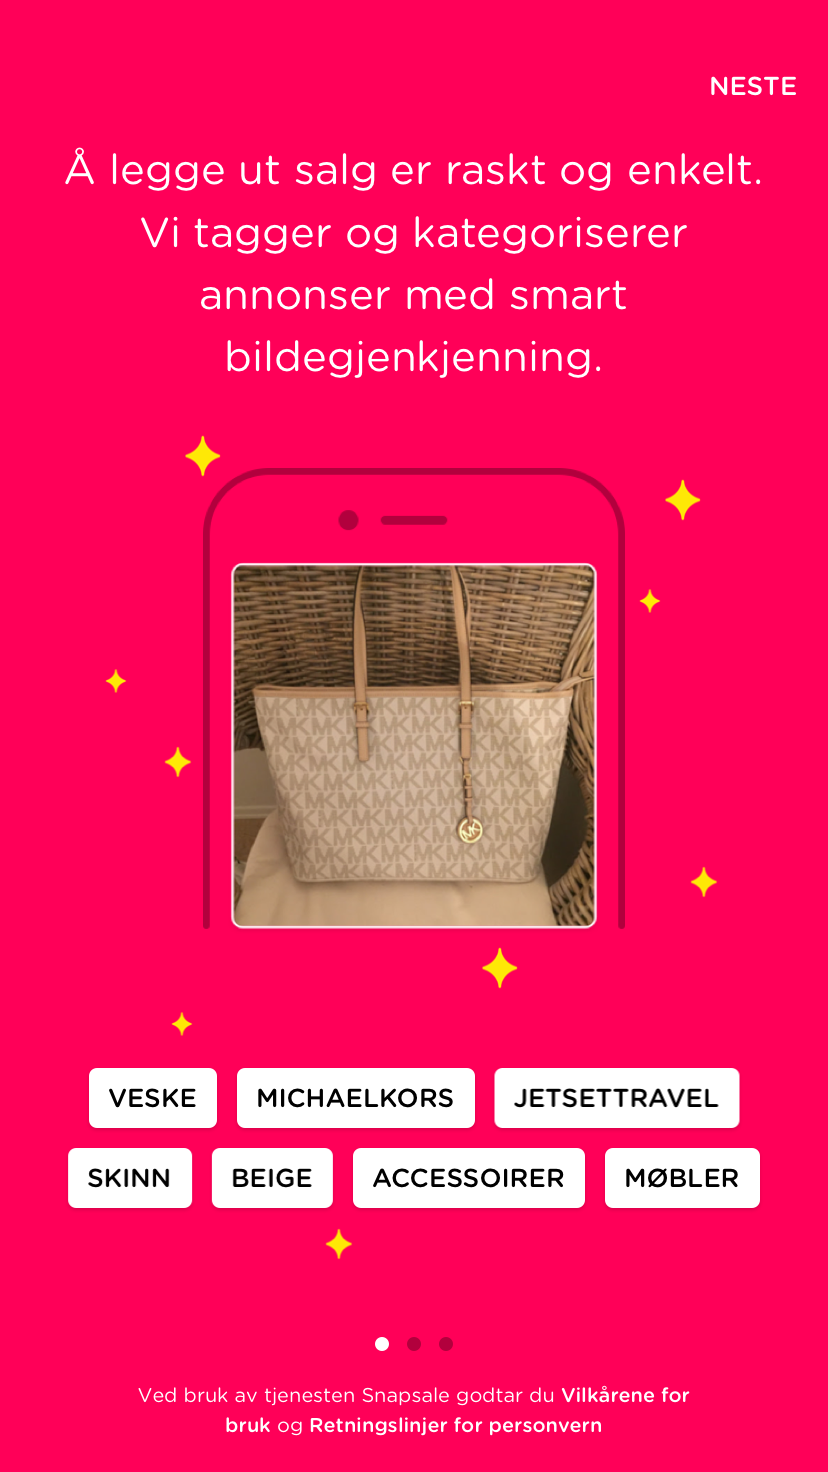 NESTE
Å legge ut salg er raskt og enkelt.
Vi tagger og kategoriserer
annonser med smart
bildegjenkjenning.
MK
VESKE
MICHAELKORS
JETSETTRAVEL
SKINN
BEIGE
ACCESSOIRER
MØBLER
Ved bruk av tjenesten Snapsale godtar du Vilkårene for
bruk og Retningslinjer for personvern